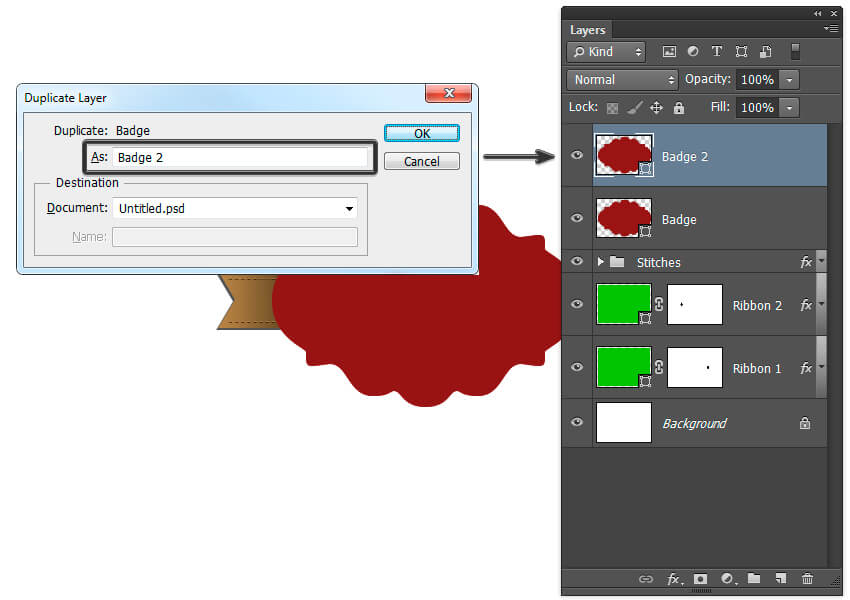 Duplicate Layer
Duplicate: Badge
As: Badge 2
OK
Cancel
Destination
Document: Untitled.psd
Name:
Layers
Kind
T
Normal
Opacity: 100%
Lock:
Fill: 100%
Badge 2
Badge
Stitches fx
Ribbon 2 fx
Ribbon 1 fx
Background
fx